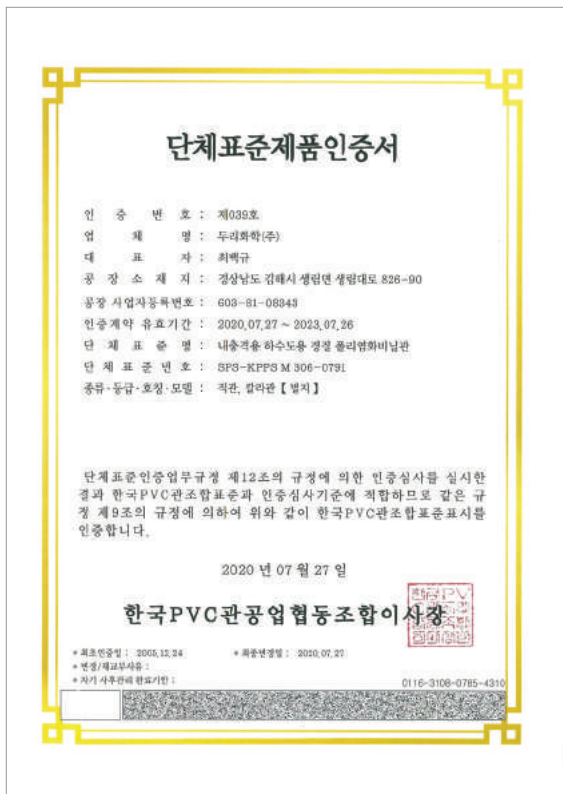 단체표준제품인증서
인 증 번 호 : 제039호
업 체 명 : 두리화학(주)
대 표 자 : 최백규
공 장 소 재 지 : 경상남도 김해시 생림면 생림대로 826-90
공장 사업자등록번호 : 603-81-08343
인증계약 유효기간 : 2020.07.27 ~ 2023.07.26
단 체 표 준 명 : 내충격용 하수도용 경질 폴리염화비닐관
단 체 표 준 번 호 : SPS-KPPS M 306-0791
종류·등급·호칭·모델 : 직관, 칼라관 【별지】
단체표준인증업무규정 제12조의 규정에 의한 인증심사를 실시한
결과 한국PVC관조합표준과 인증심사기준에 적합하므로 같은 규
정 제9조의 규정에 의하여 위와 같이 한국PVC관조합표준표시를
인증합니다.
2020 년 07 월 27 일
한국PVC관공업협동조합이사장
* 최초인증일 : 2005.12.24 * 최종변경일 : 2020.07.27
* 변경/재교부사유 :
* 자기 사후관리 완료기한 :
0116-3108-0785-4310